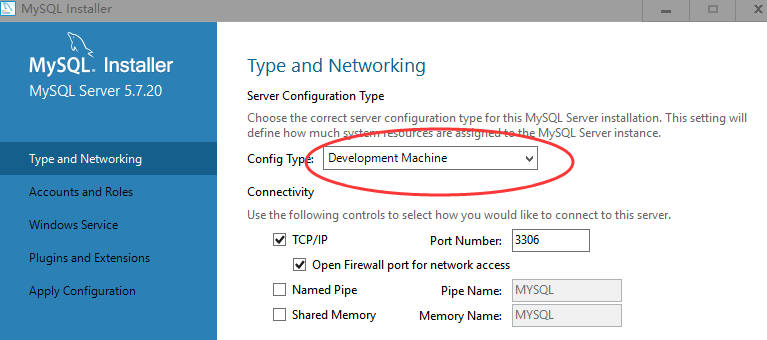 MySQL Installer
MySQL Installer
MySQL Server 5.7.20
Type and Networking
Accounts and Roles
Windows Service
Plugins and Extensions
Apply Configuration
Type and Networking
Server Configuration Type
Choose the correct server configuration type for this MySQL Server installation. This setting will
define how much system resources are assigned to the MySQL Server instance.
Config Type: Development Machine
Connectivity
Use the following controls to select how you would like to connect to this server.
TCP/IP Port Number: 3306
Open Firewall port for network access
Named Pipe Pipe Name: MYSQL
Shared Memory Memory Name: MYSQL